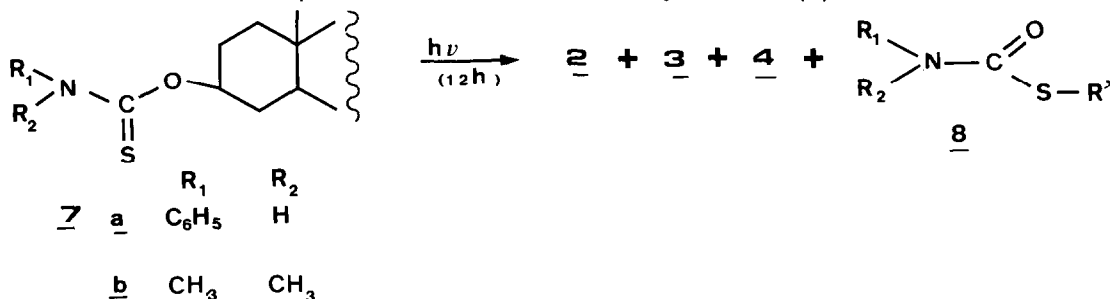 R1 N C O hν 2 + 3 + 4 + R1 N C O
R2 S (12h) R2 S—R'
8
R1 R2
7 a C6H5 H
b CH3 CH3